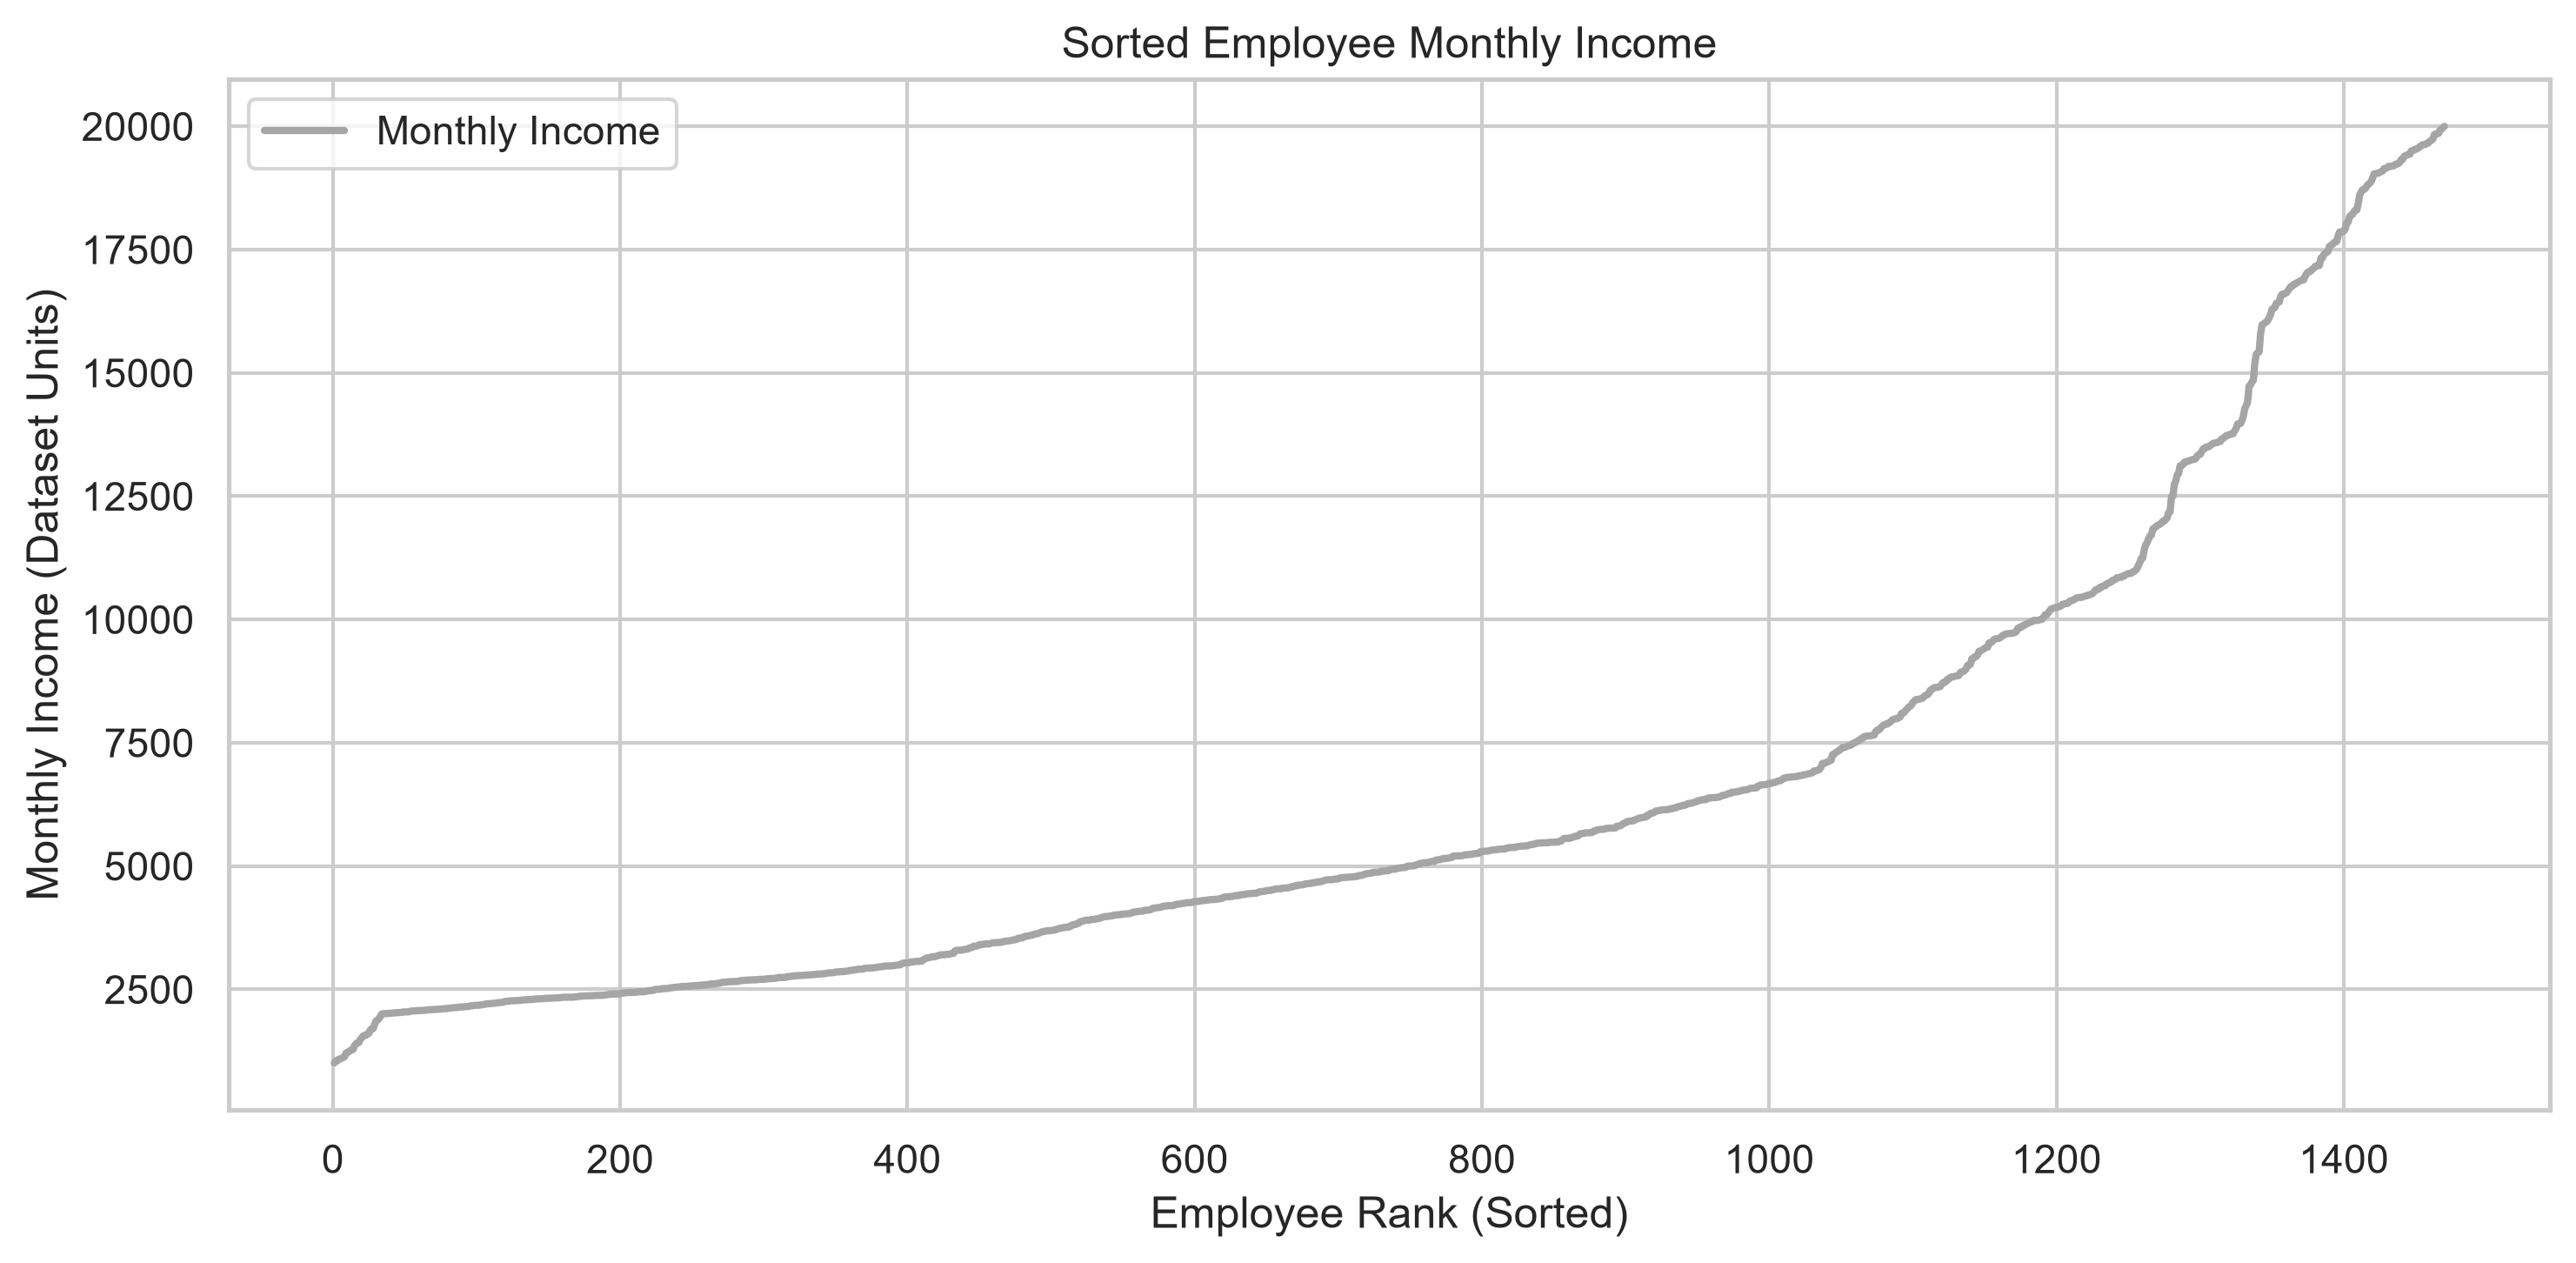 Sorted Employee Monthly Income
Monthly Income
Monthly Income (Dataset Units)
20000
17500
15000
12500
10000
7500
5000
2500
0 200 400 600 800 1000 1200 1400
Employee Rank (Sorted)